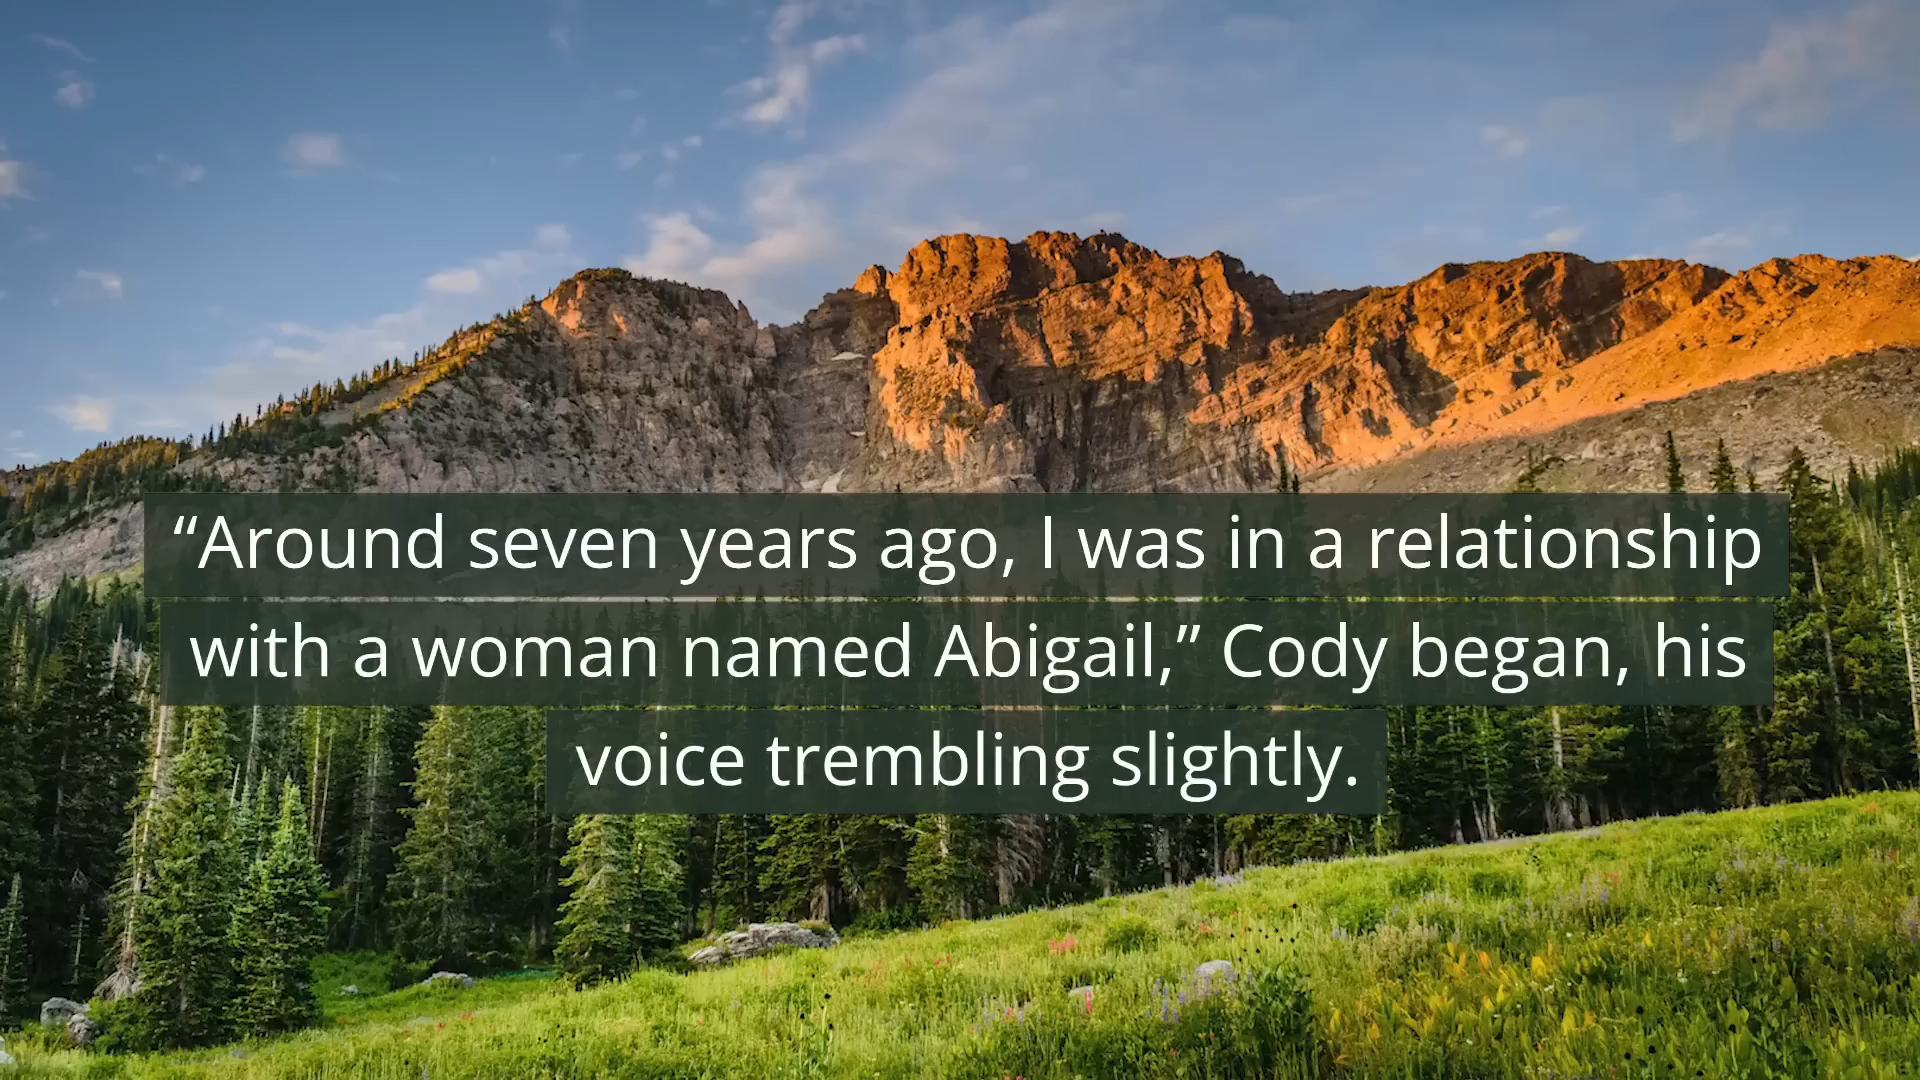 “Around seven years ago, I was in a relationship
with a woman named Abigail,” Cody began, his
voice trembling slightly.